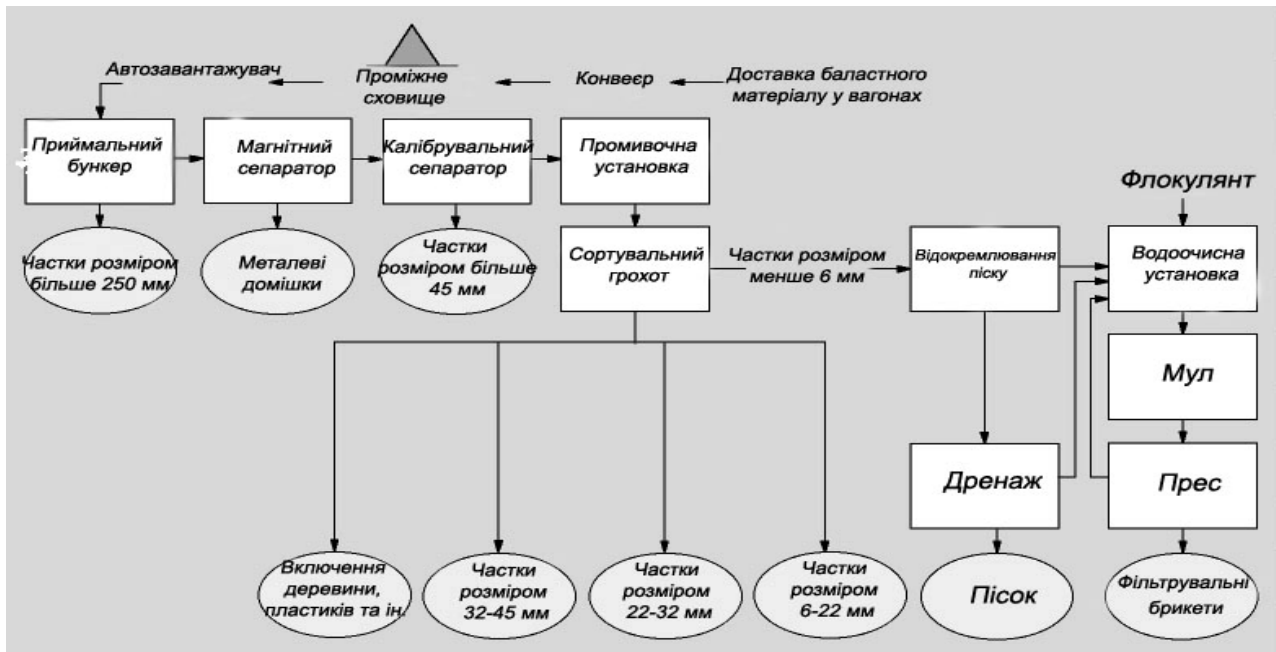 Автозавантажувач
Проміжне
сховище
Конвеєр
Доставка баластного
матеріалу у вагонах
Приймальний
бункер
Магнітний
сепаратор
Калібрувальний
сепаратор
Промивочна
установка
Флокулянт
Частки розміром
більше 250 мм
Металеві
домішки
Частки
розміром більше
45 мм
Сортувальний
грохот
Частки розміром
менше 6 мм
Відокремлювання
піску
Водоочисна
установка
Мул
Дренаж
Прес
Включення
деревини,
пластиків та ін.
Частки
розміром
32-45 мм
Частки
розміром
22-32 мм
Частки
розміром
6-22 мм
Пісок
Фільтрувальні
брикети